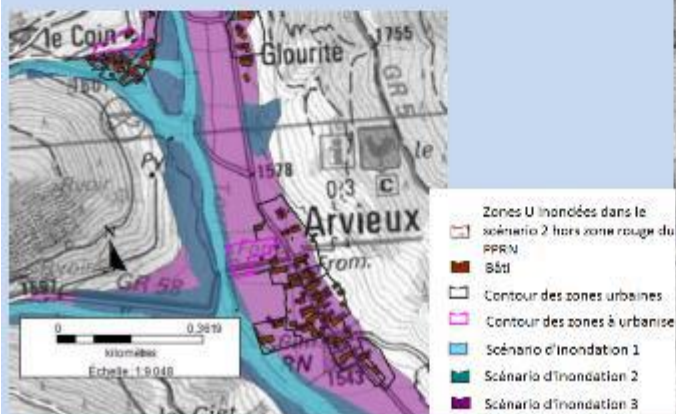 le Coin
1755
Glourite
GR 5
le
1578
0.3
C
Arvieux
From.
GR 58
1697
1543
0 0,3619
kilomètres
Échelle : 1:9 048
Zones U inondées dans le
scénario 2 hors zone rouge du
PPRN
Bâti
Contour des zones urbaines
Contour des zones à urbanise
Scénario d'inondation 1
Scénario d'inondation 2
Scénario d'inondation 3